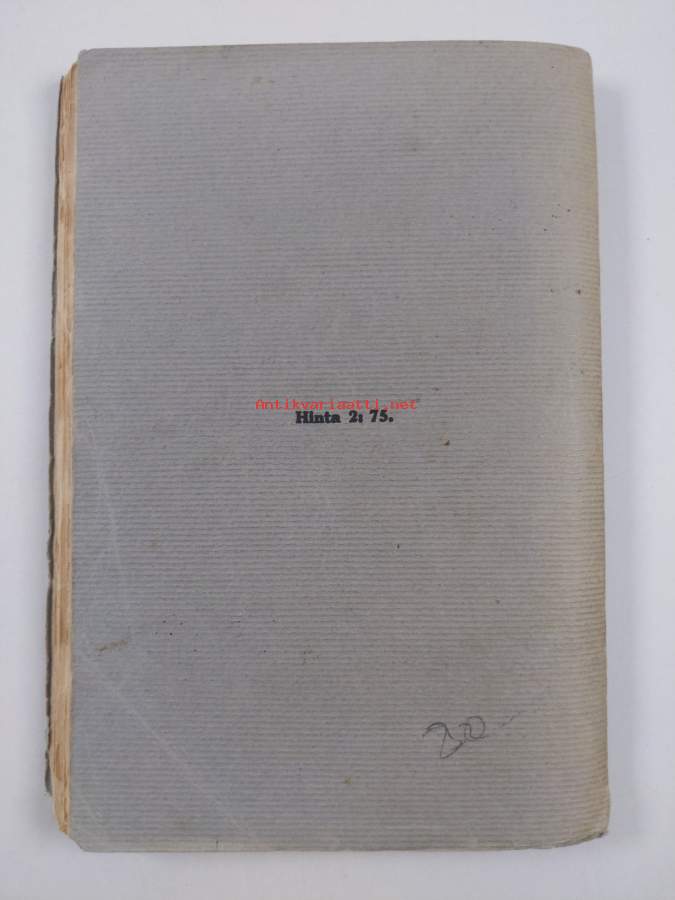 Antikvariaatti.net
Hinta 2: 75.
20 –